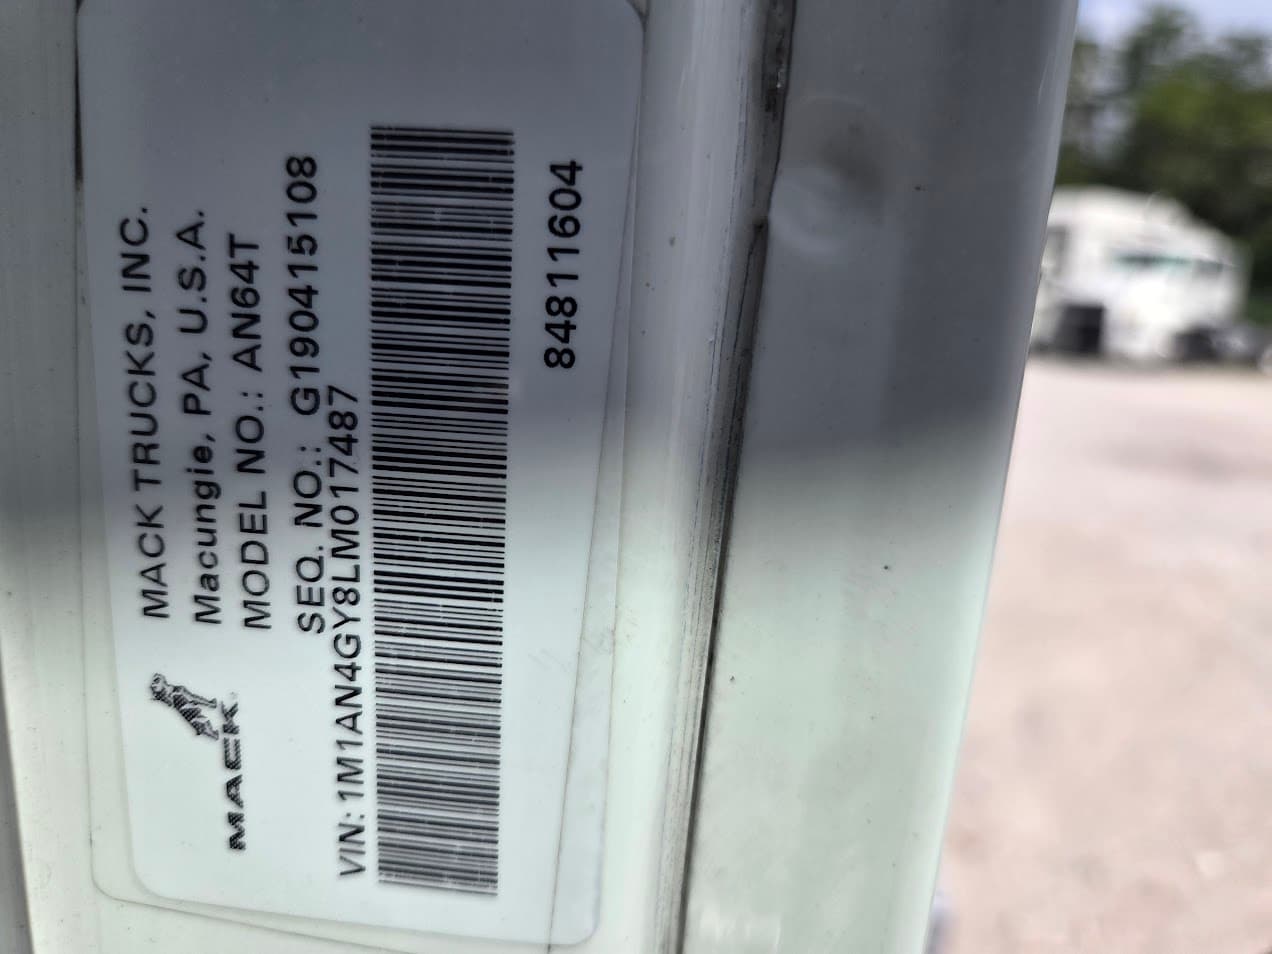 MACK TRUCKS, INC.
Macungie, PA, U.S.A.
MODEL NO.: AN64T
SEQ. NO.: G190415108
MACK
VIN: 1M1AN4GY8LM017487
84811604